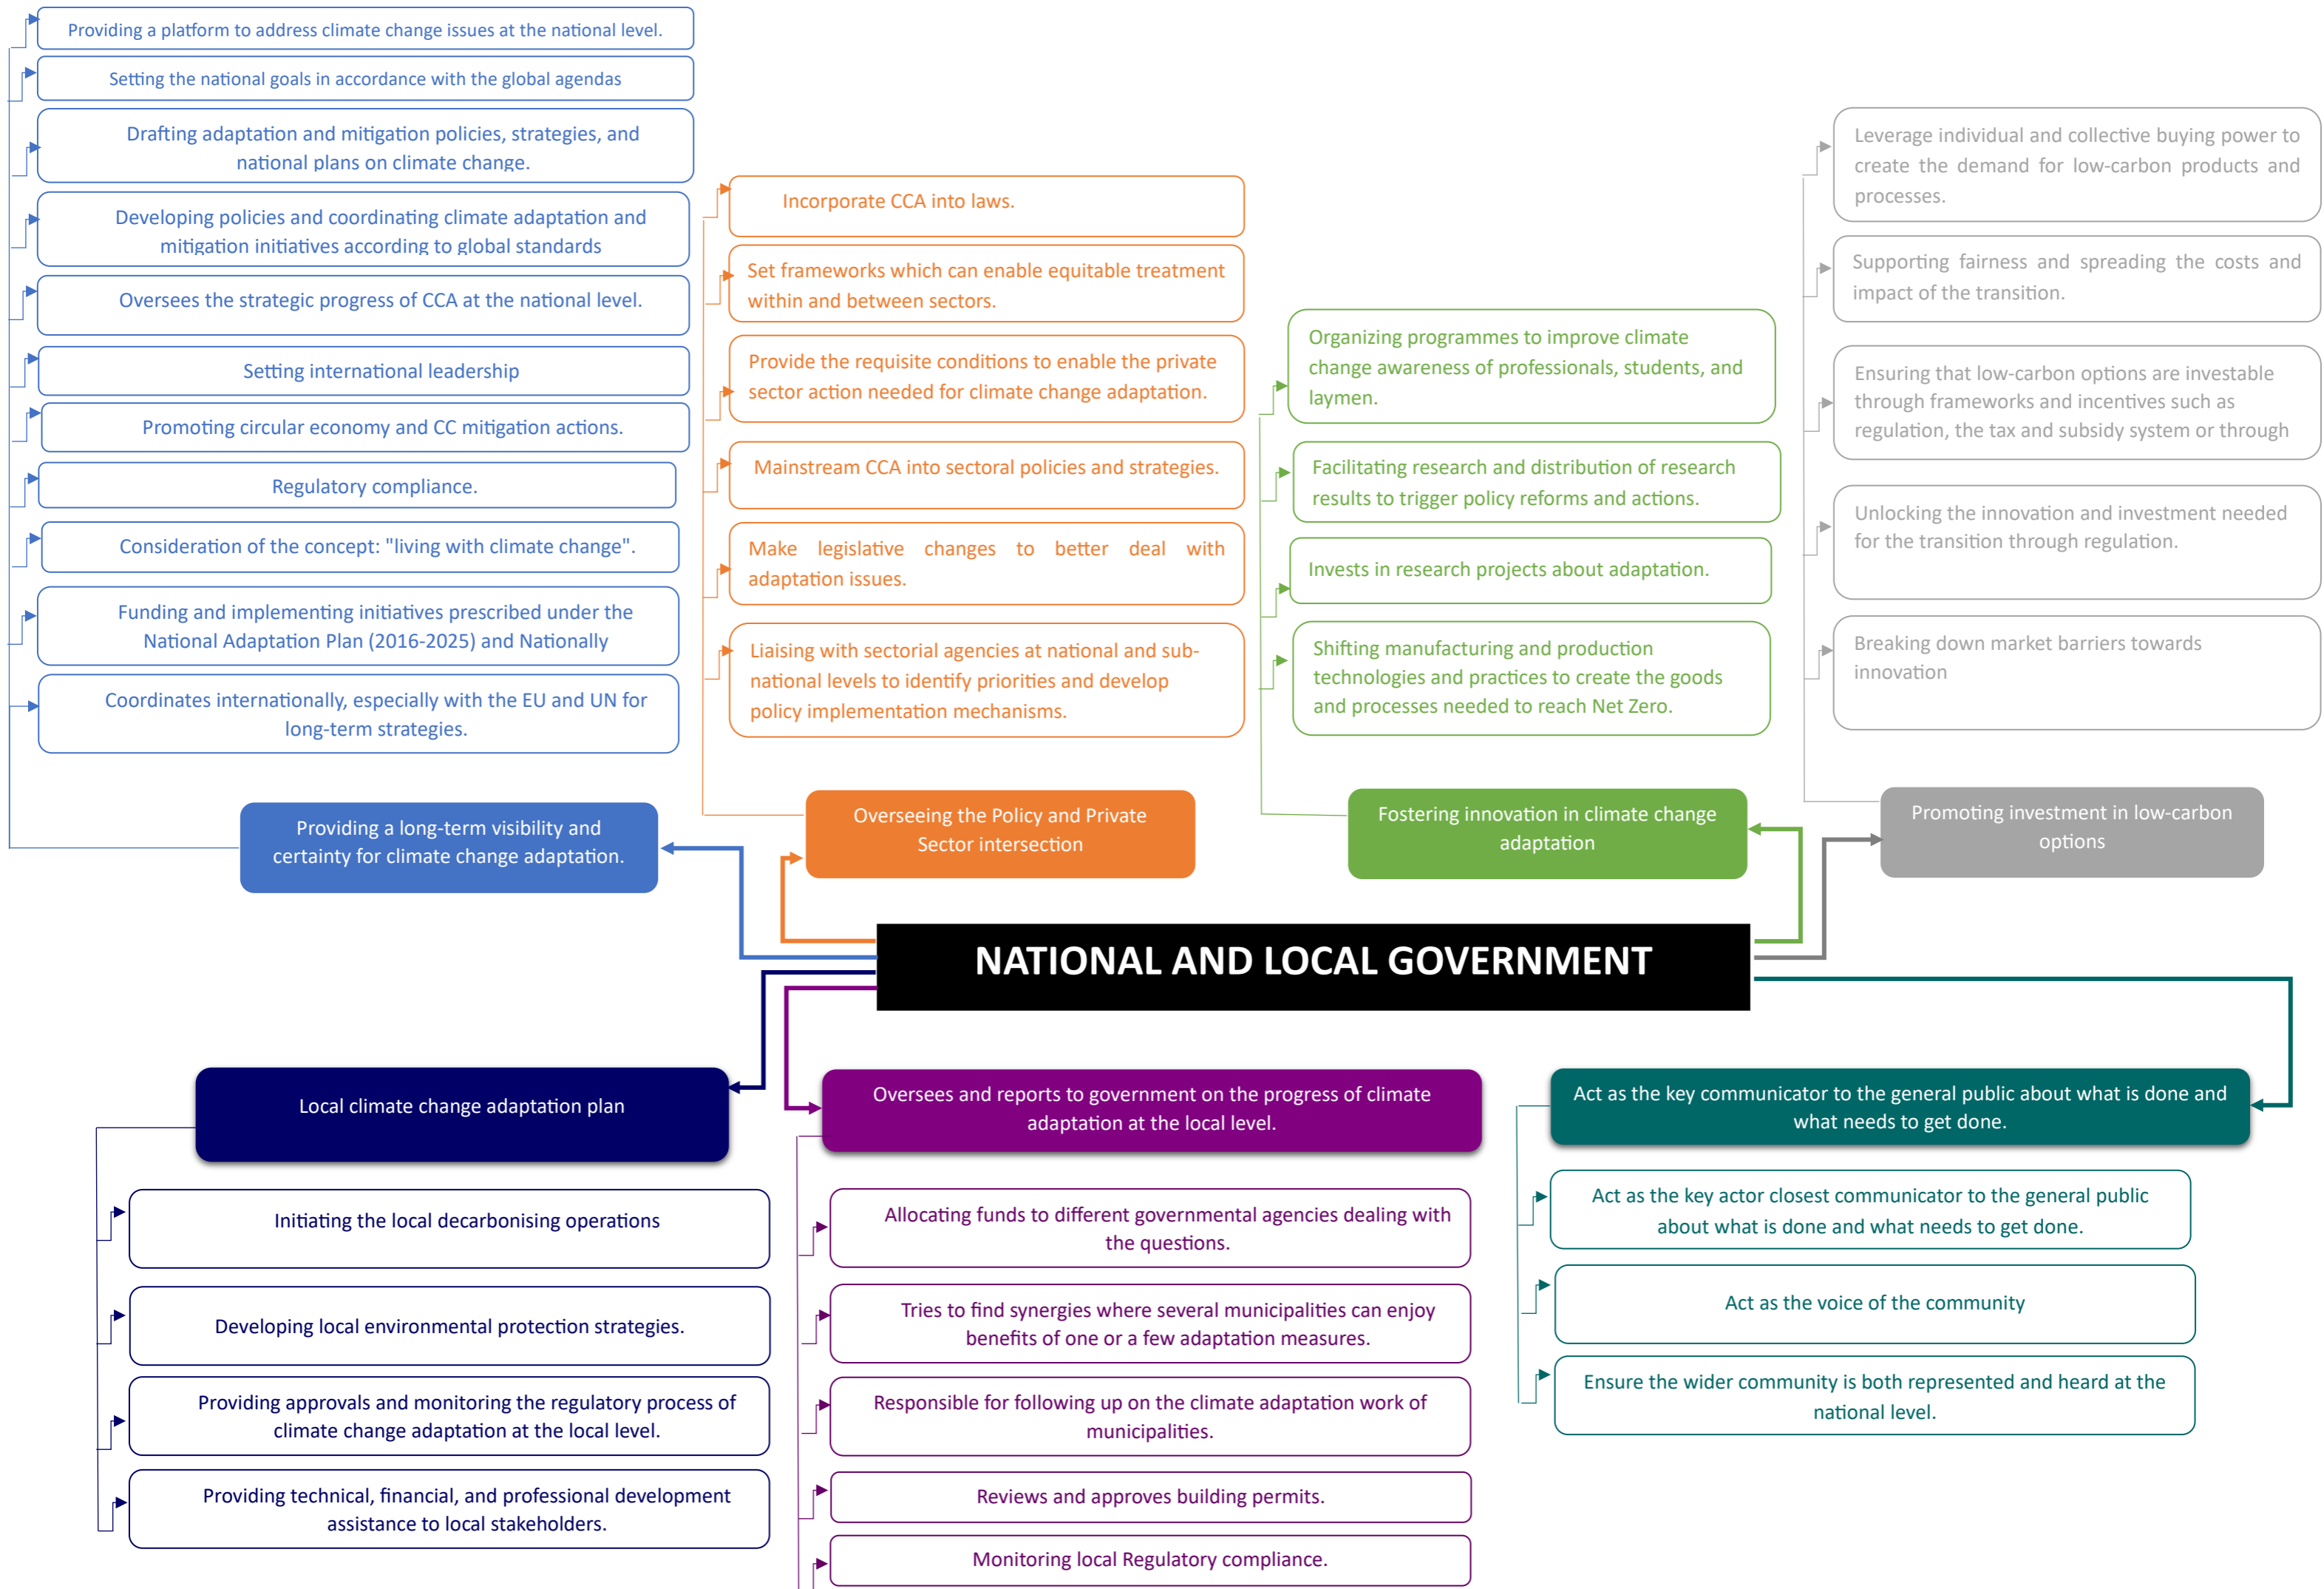 Providing a platform to address climate change issues at the national level.
Setting the national goals in accordance with the global agendas
Drafting adaptation and mitigation policies, strategies, and
national plans on climate change.
Developing policies and coordinating climate adaptation and
mitigation initiatives according to global standards
Oversees the strategic progress of CCA at the national level.
Setting international leadership
Promoting circular economy and CC mitigation actions.
Regulatory compliance.
Consideration of the concept: "living with climate change".
Funding and implementing initiatives prescribed under the
National Adaptation Plan (2016-2025) and Nationally
Coordinates internationally, especially with the EU and UN for
long-term strategies.
Providing a long-term visibility and
certainty for climate change adaptation.
Incorporate CCA into laws.
Set frameworks which can enable equitable treatment
within and between sectors.
Provide the requisite conditions to enable the private
sector action needed for climate change adaptation.
Mainstream CCA into sectoral policies and strategies.
Make legislative changes to better deal with
adaptation issues.
Liaising with sectorial agencies at national and sub-
national levels to identify priorities and develop
policy implementation mechanisms.
Overseeing the Policy and Private
Sector intersection
Organizing programmes to improve climate
change awareness of professionals, students, and
laymen.
Facilitating research and distribution of research
results to trigger policy reforms and actions.
Invests in research projects about adaptation.
Shifting manufacturing and production
technologies and practices to create the goods
and processes needed to reach Net Zero.
Fostering innovation in climate change
adaptation
Leverage individual and collective buying power to
create the demand for low-carbon products and
processes.
Supporting fairness and spreading the costs and
impact of the transition.
Ensuring that low-carbon options are investable
through frameworks and incentives such as
regulation, the tax and subsidy system or through
Unlocking the innovation and investment needed
for the transition through regulation.
Breaking down market barriers towards
innovation
Promoting investment in low-carbon
options
NATIONAL AND LOCAL GOVERNMENT
Local climate change adaptation plan
Initiating the local decarbonising operations
Developing local environmental protection strategies.
Providing approvals and monitoring the regulatory process of
climate change adaptation at the local level.
Providing technical, financial, and professional development
assistance to local stakeholders.
Oversees and reports to government on the progress of climate
adaptation at the local level.
Allocating funds to different governmental agencies dealing with
the questions.
Tries to find synergies where several municipalities can enjoy
benefits of one or a few adaptation measures.
Responsible for following up on the climate adaptation work of
municipalities.
Reviews and approves building permits.
Monitoring local Regulatory compliance.
Act as the key communicator to the general public about what is done and
what needs to get done.
Act as the key actor closest communicator to the general public
about what is done and what needs to get done.
Act as the voice of the community
Ensure the wider community is both represented and heard at the
national level.